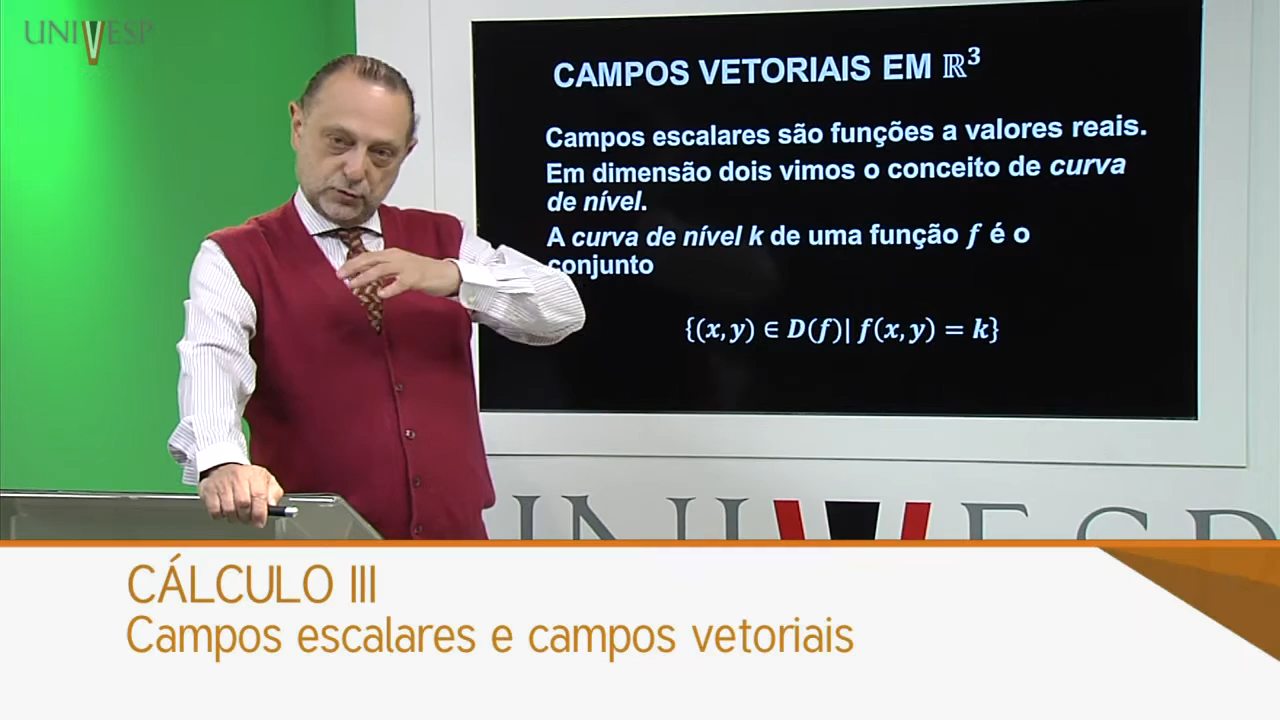 UNIVESP
CAMPOS VETORIAIS EM ℝ³
Campos escalares são funções a valores reais.
Em dimensão dois vimos o conceito de curva
de nível.
A curva de nível k de uma função f é o
conjunto
{(x, y) ∈ D(f)| f(x, y) = k}
UNIVESP
CÁLCULO III
Campos escalares e campos vetoriais